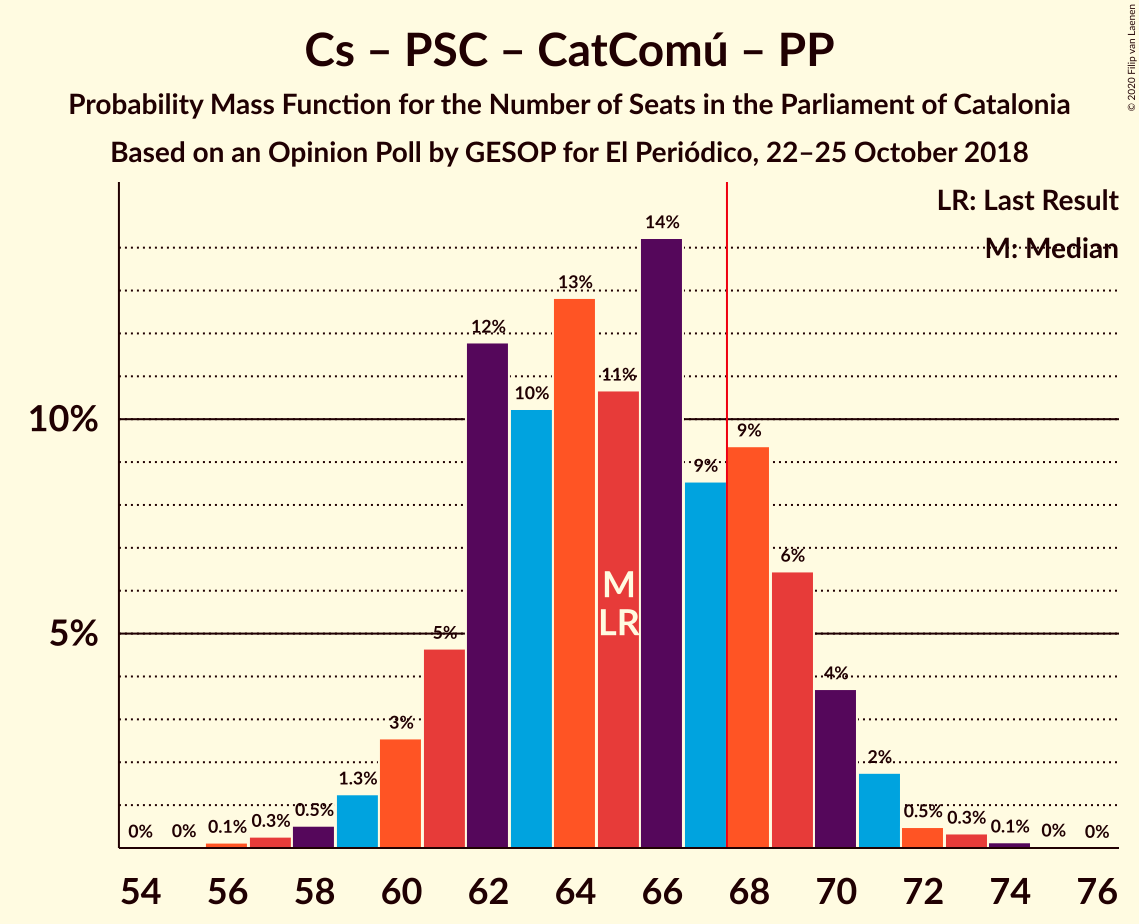 Cs – PSC – CatComú – PP
Probability Mass Function for the Number of Seats in the Parliament of Catalonia
Based on an Opinion Poll by GESOP for El Periódico, 22–25 October 2018
© 2020 Filip van Laenen
LR: Last Result
M: Median
14%
13%
12%
11%
10%
10%
9%
9%
6%
M
LR
5%
5%
4%
3%
2%
1.3%
0.5%
0.5%
0.3%
0.3%
0.1%
0.1%
0%
0%
0%
0%
54 56 58 60 62 64 66 68 70 72 74 76